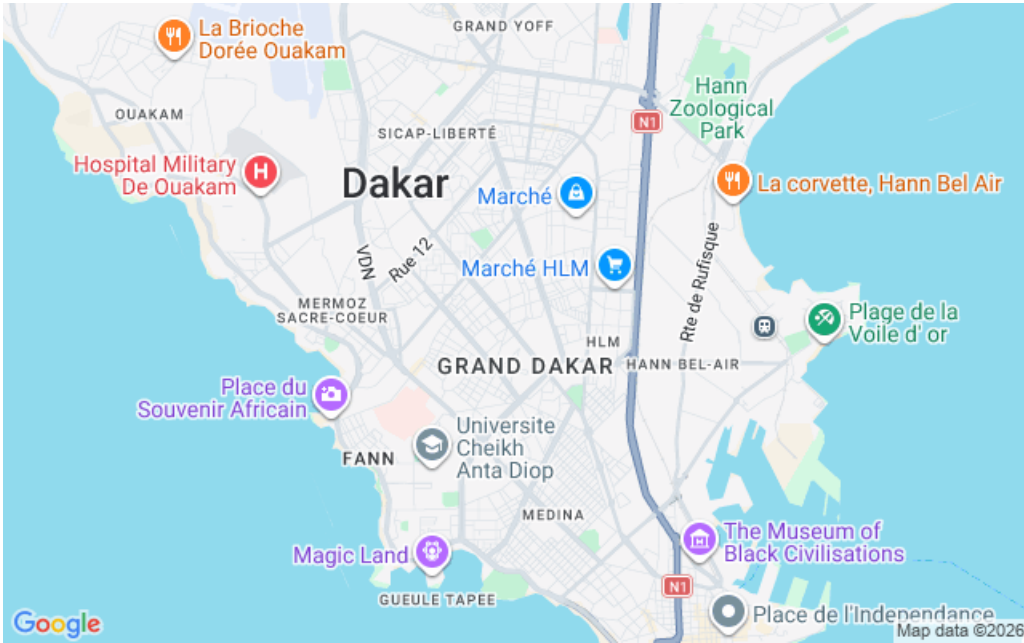 GRAND YOFF
La Brioche
Dorée Ouakam
Hann
Zoological
Park
OUAKAM
N1
SICAP-LIBERTÉ
Hospital Military
De Ouakam
H
Dakar
Marché
La corvette, Hann Bel Air
VDN
Rue 12
Marché HLM
Rte de Rufisque
MERMOZ
SACRE-COEUR
Plage de la
Voile d' or
HLM
GRAND DAKAR
HANN BEL-AIR
Place du
Souvenir Africain
Universite
Cheikh
Anta Diop
FANN
MEDINA
The Museum of
Black Civilisations
Magic Land
N1
GUEULE TAPEE
Place de l'Independance
Google
Map data ©2026